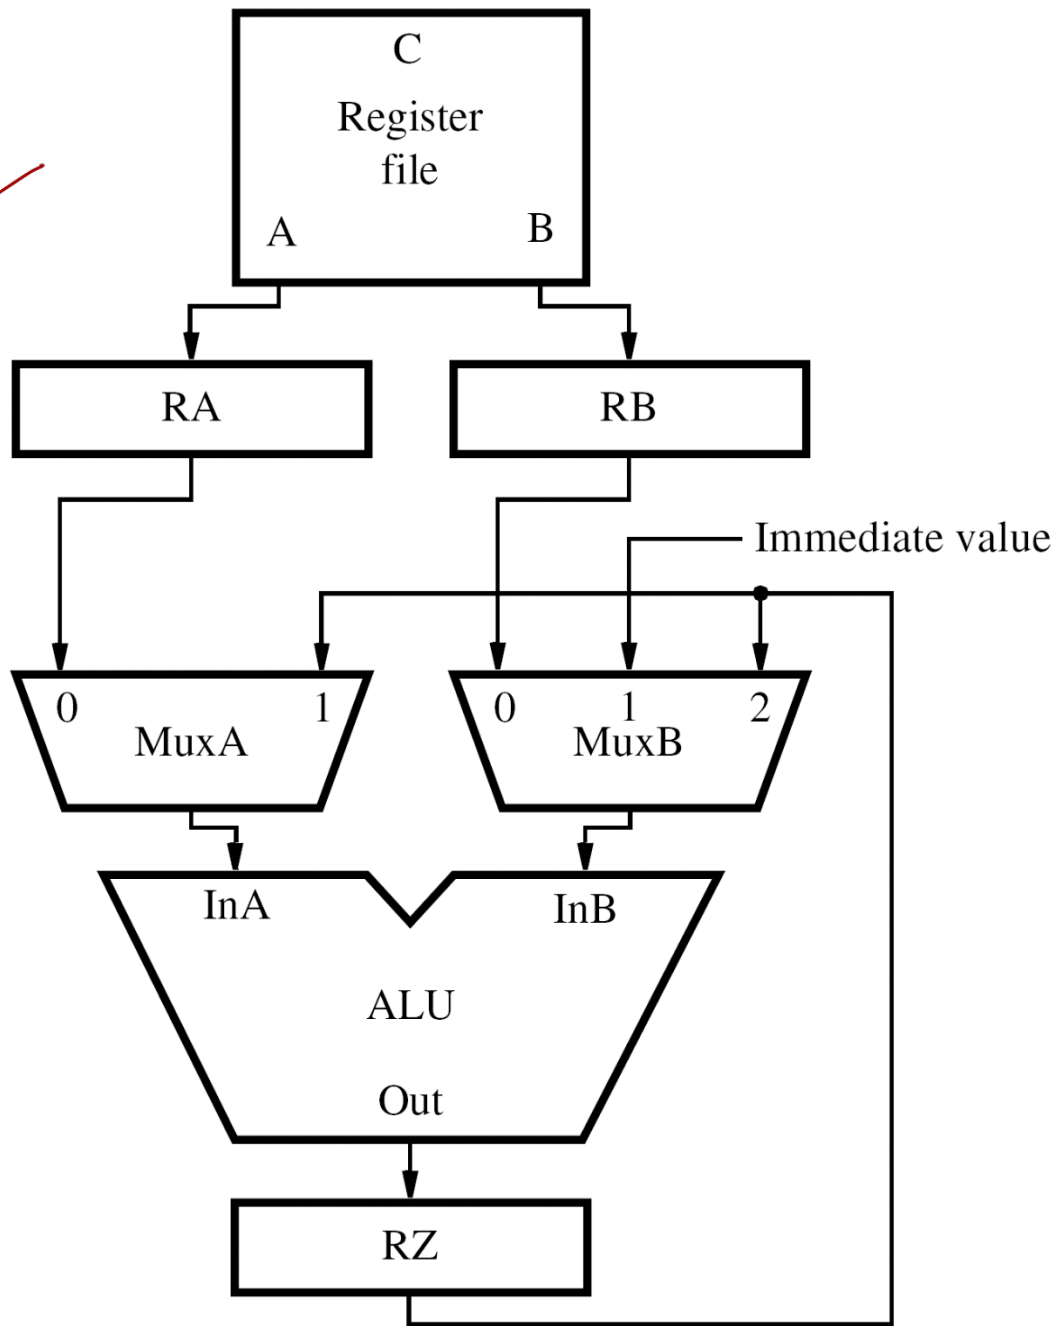 C
Register
file
A B
RA RB
Immediate value
0 1 0 1 2
MuxA MuxB
InA InB
ALU
Out
RZ